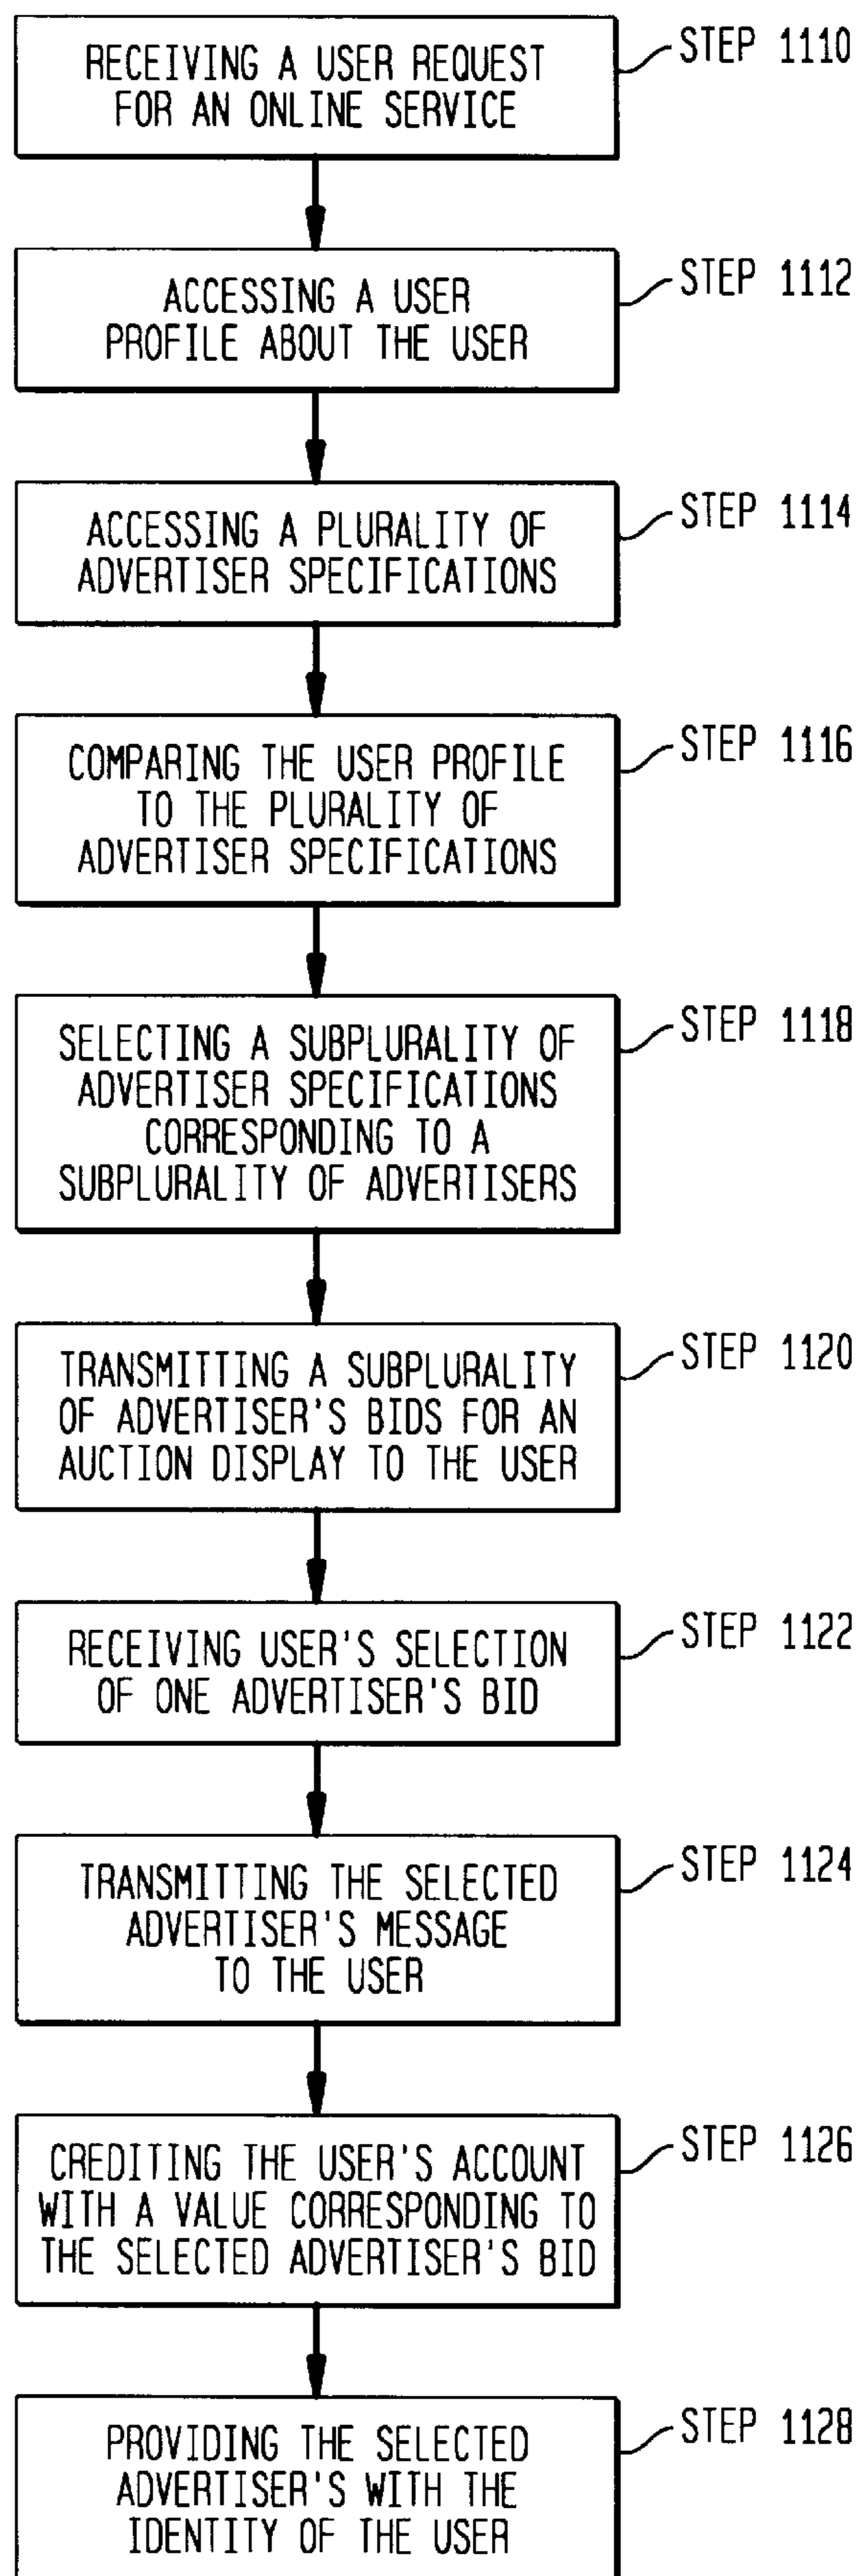 RECEIVING A USER REQUEST
FOR AN ONLINE SERVICE
STEP 1110
ACCESSING A USER
PROFILE ABOUT THE USER
STEP 1112
ACCESSING A PLURALITY OF
ADVERTISER SPECIFICATIONS
STEP 1114
COMPARING THE USER PROFILE
TO THE PLURALITY OF
ADVERTISER SPECIFICATIONS
STEP 1116
SELECTING A SUBPLURALITY OF
ADVERTISER SPECIFICATIONS
CORRESPONDING TO A
SUBPLURALITY OF ADVERTISERS
STEP 1118
TRANSMITTING A SUBPLURALITY
OF ADVERTISER'S BIDS FOR AN
AUCTION DISPLAY TO THE USER
STEP 1120
RECEIVING USER'S SELECTION
OF ONE ADVERTISER'S BID
STEP 1122
TRANSMITTING THE SELECTED
ADVERTISER'S MESSAGE
TO THE USER
STEP 1124
CREDITING THE USER'S ACCOUNT
WITH A VALUE CORRESPONDING TO
THE SELECTED ADVERTISER'S BID
STEP 1126
PROVIDING THE SELECTED
ADVERTISER'S WITH THE
IDENTITY OF THE USER
STEP 1128